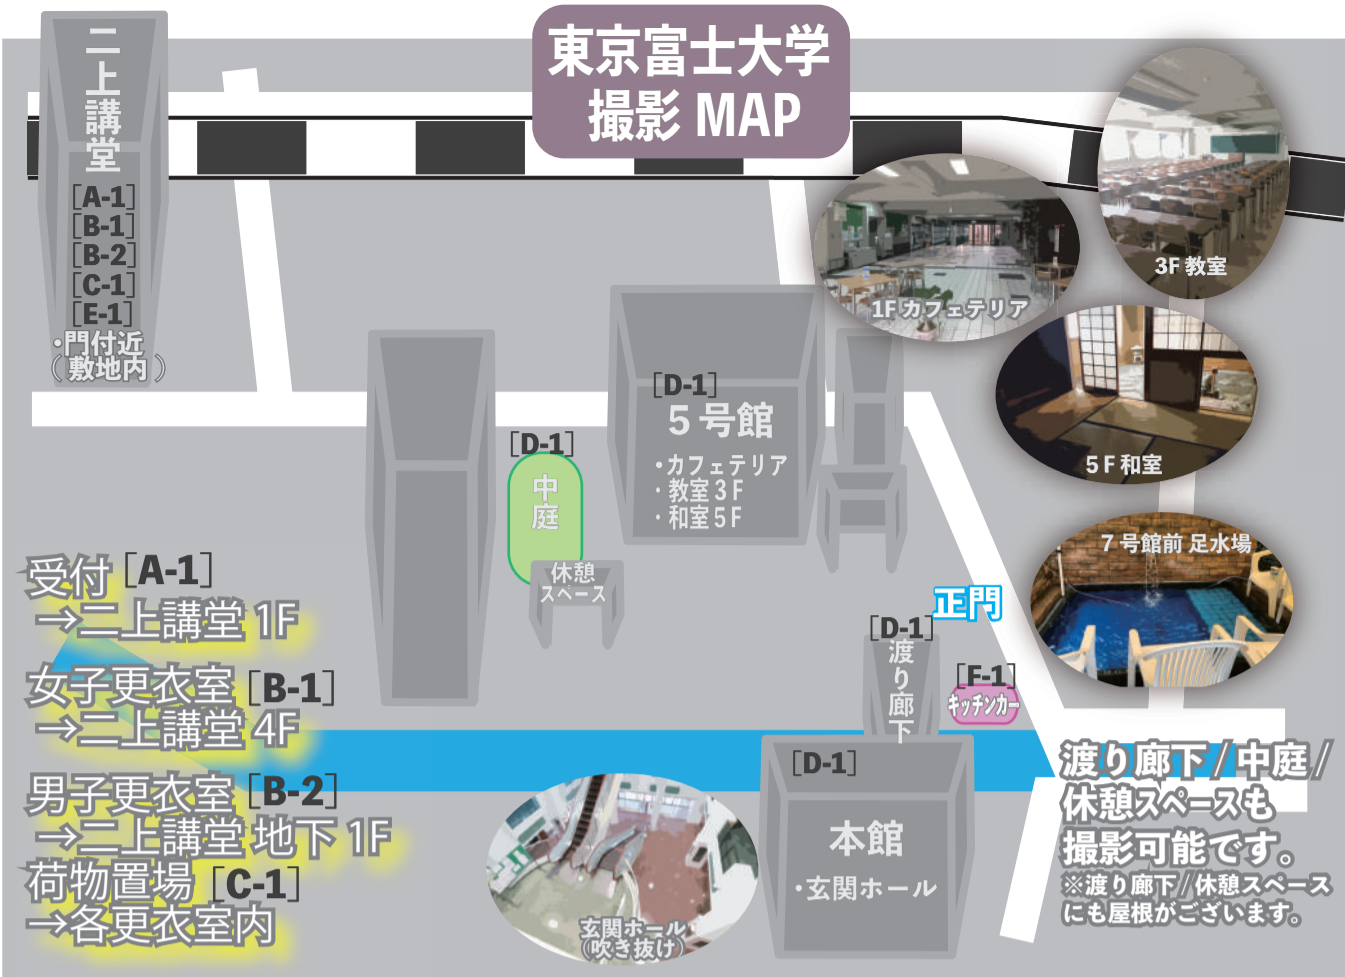 東京富士大学
撮影 MAP
二上講堂
[A-1]
[B-1]
[B-2]
[C-1]
[E-1]
・門付近
（敷地内）
3F 教室
1F カフェテリア
5F 和室
7 号館前 足水場
[D-1]
5 号館
・カフェテリア
・教室 3F
・和室 5F
[D-1]
中庭
休憩
スペース
正門
[D-1]
渡り廊下
[F-1]
キッチンカー
[D-1]
本館
・玄関ホール
玄関ホール
(吹き抜け)
受付 [A-1]
→二上講堂 1F
女子更衣室 [B-1]
→二上講堂 4F
男子更衣室 [B-2]
→二上講堂 地下 1F
荷物置場 [C-1]
→各更衣室内
渡り廊下 / 中庭 /
休憩スペースも
撮影可能です。
※渡り廊下 / 休憩スペース
にも屋根がございます。